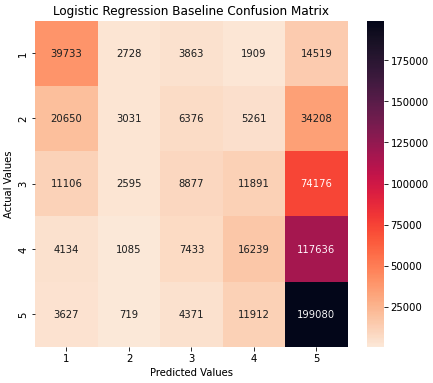 Logistic Regression Baseline Confusion Matrix
1 39733 2728 3863 1909 14519
2 20650 3031 6376 5261 34208
3 11106 2595 8877 11891 74176
4 4134 1085 7433 16239 117636
5 3627 719 4371 11912 199080
1 2 3 4 5
Actual Values
Predicted Values
175000
150000
125000
100000
75000
50000
25000